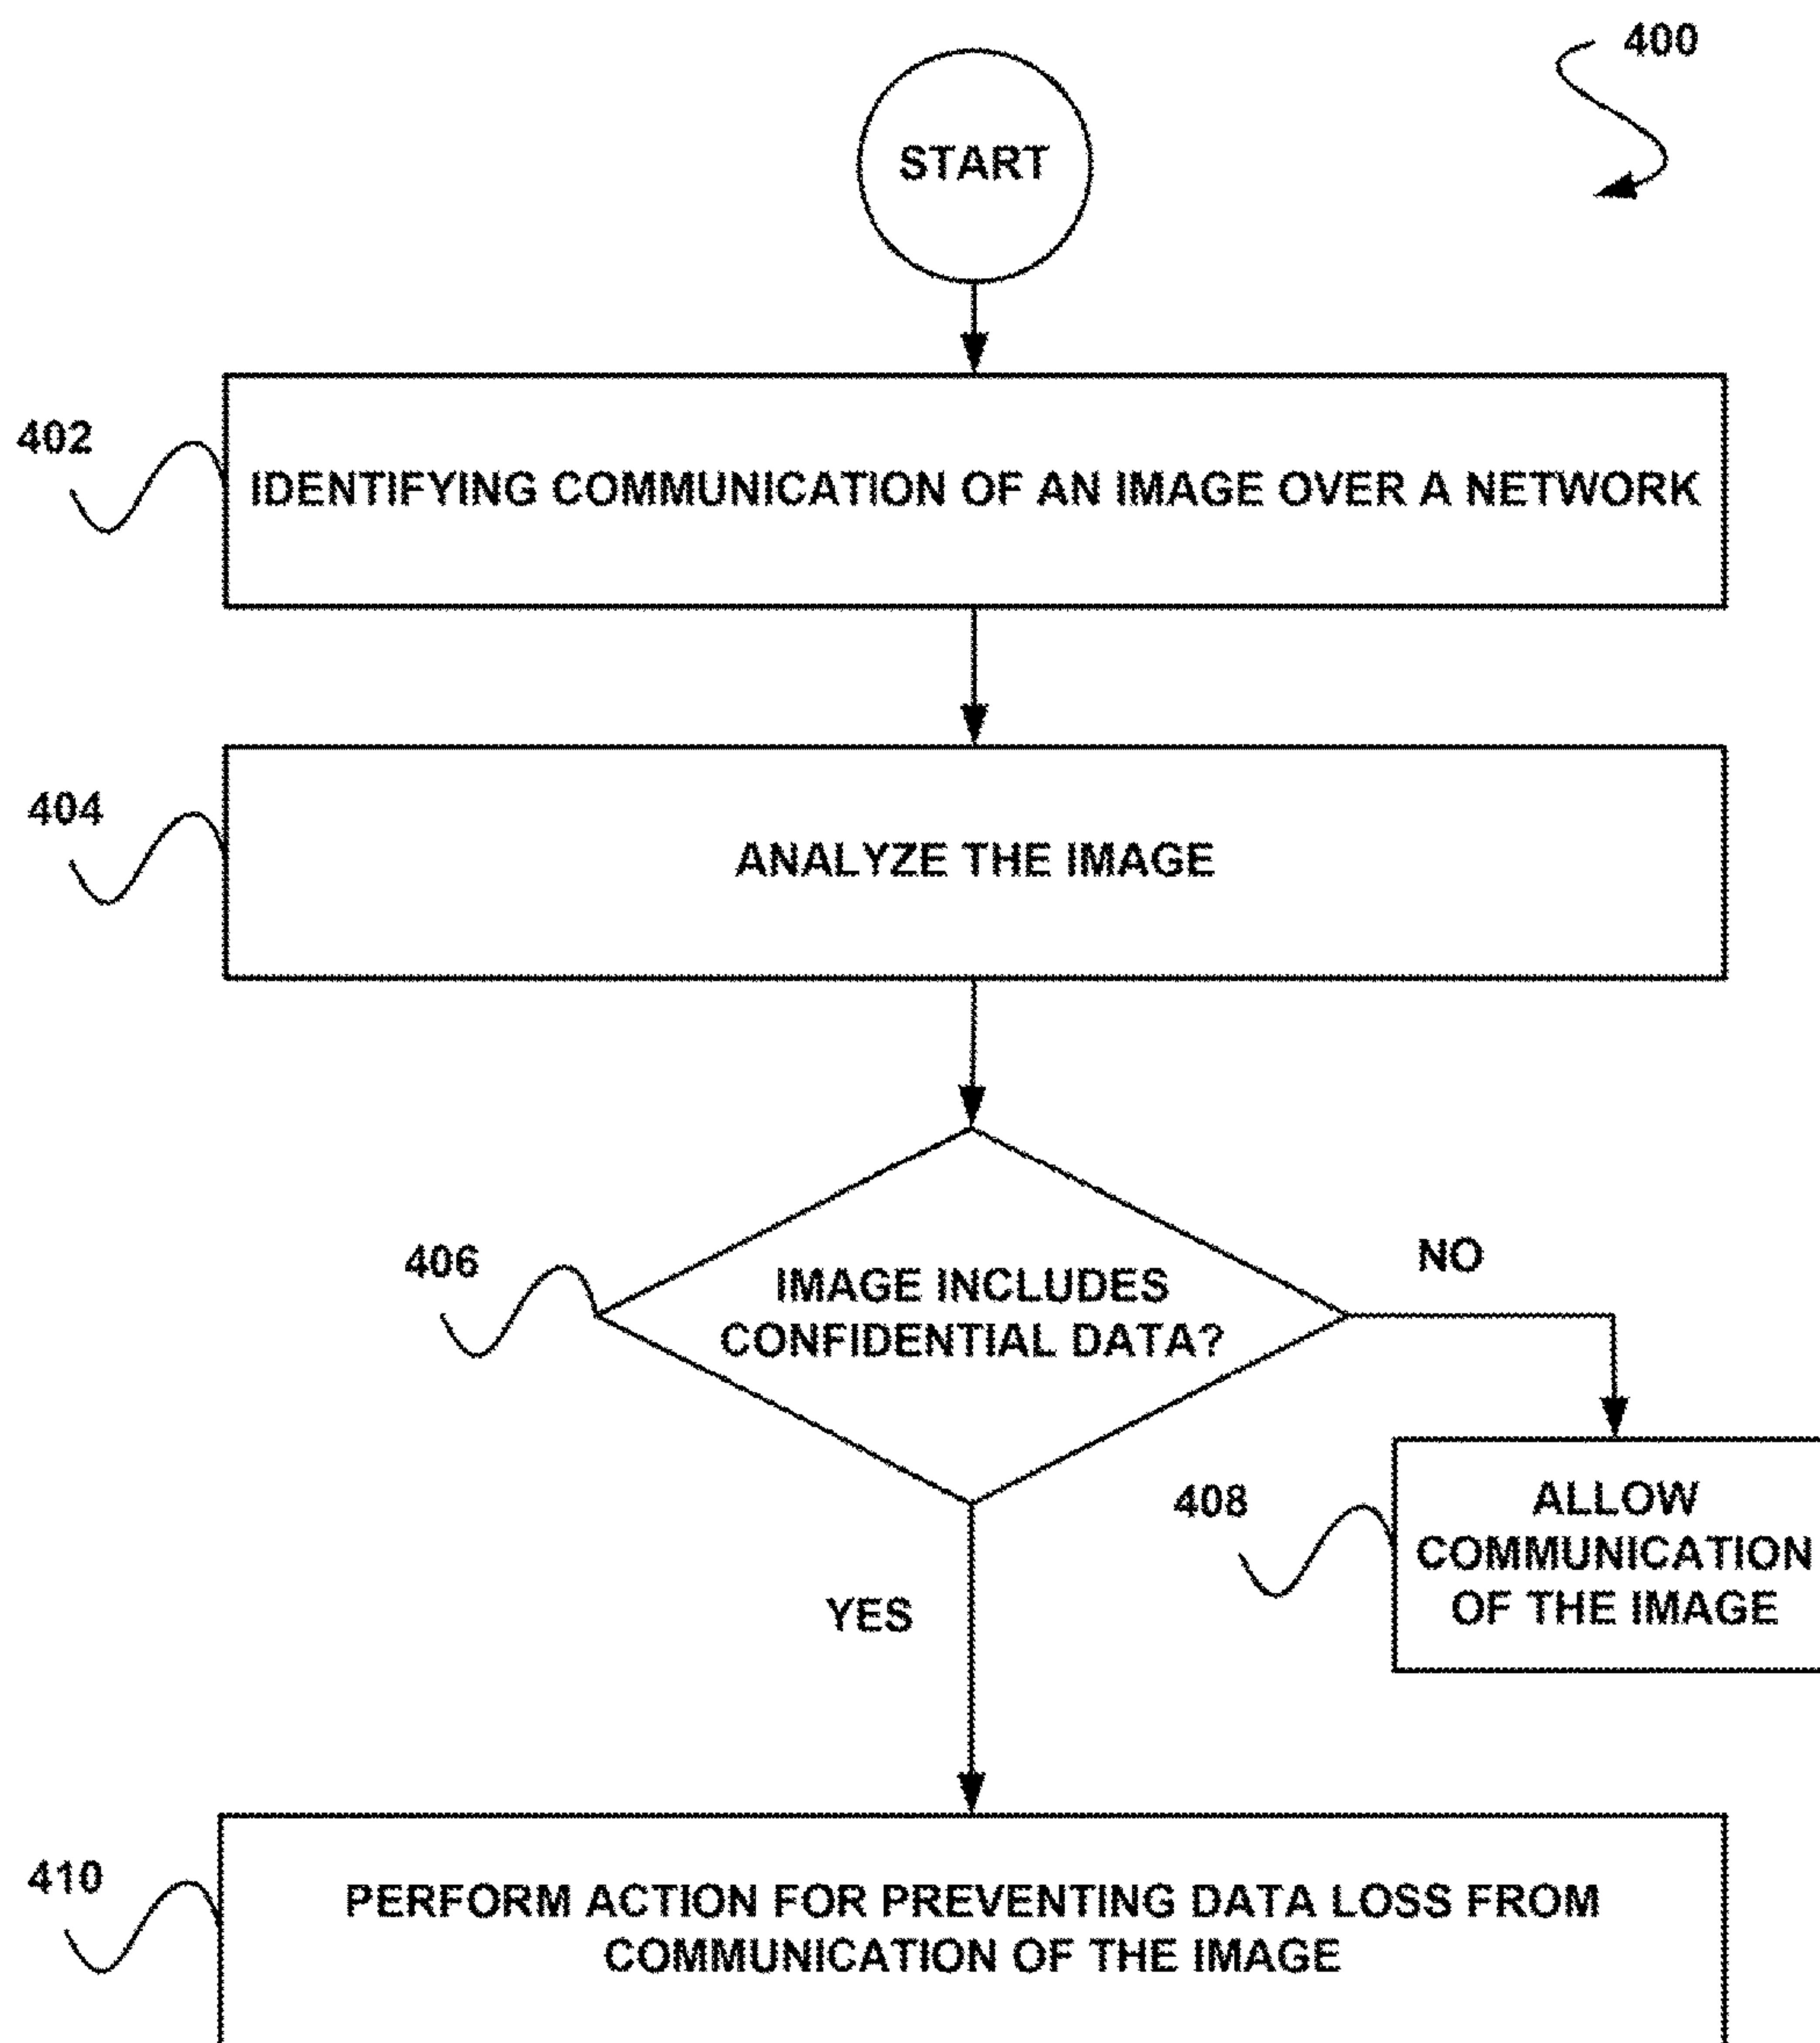 400
START
402
IDENTIFYING COMMUNICATION OF AN IMAGE OVER A NETWORK
404
ANALYZE THE IMAGE
406
IMAGE INCLUDES
CONFIDENTIAL DATA?
NO
408
ALLOW
COMMUNICATION
OF THE IMAGE
YES
410
PERFORM ACTION FOR PREVENTING DATA LOSS FROM
COMMUNICATION OF THE IMAGE